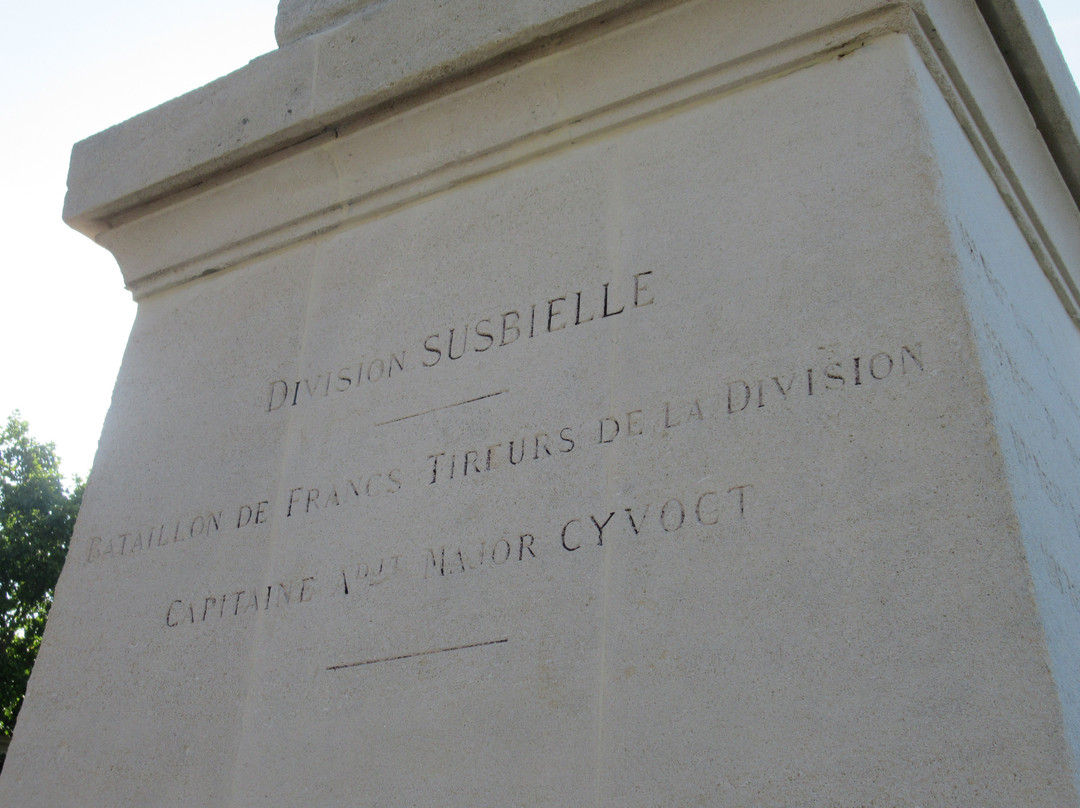 DIVISION SUSBIELLE
BATAILLON DE FRANCS TIREURS DE LA DIVISION
CAPITAINE ADJT MAJOR CYVOCT